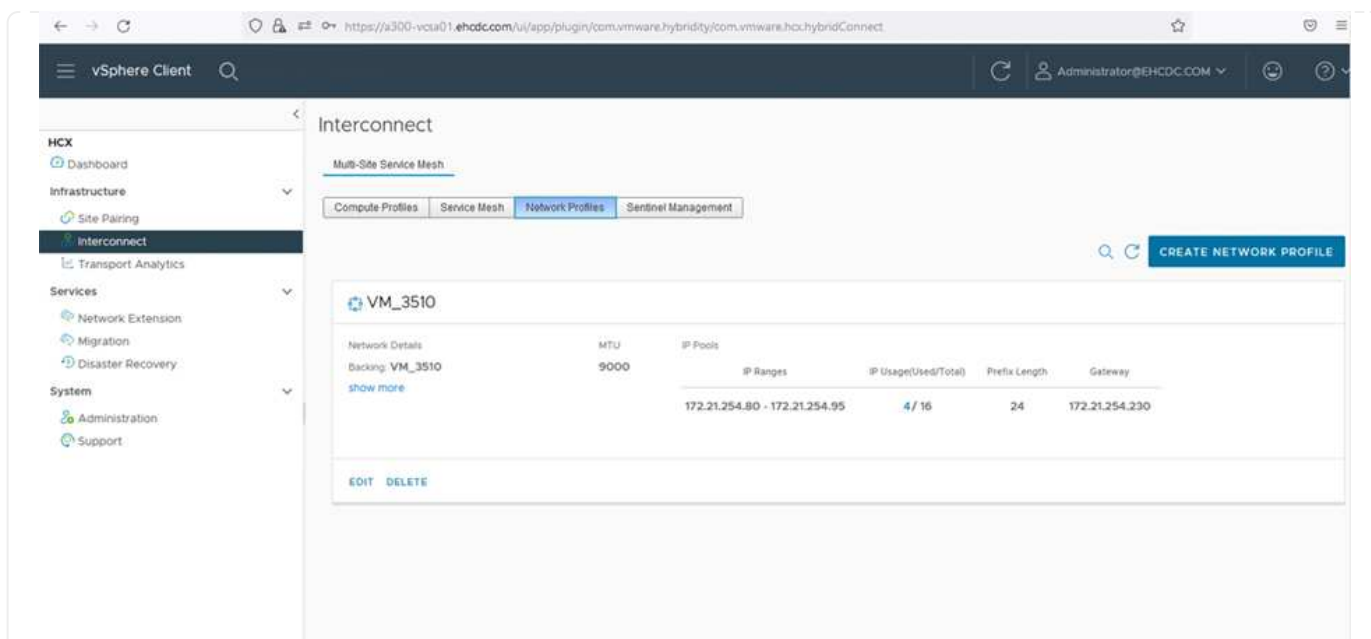 https://a300-vcsa01.ehcdc.com/ui/app/plugin/com.vmware.hybridity/com.vmware.hcx.hybridConnect
vSphere Client
Administrator@EHCDC.COM
HCX
Dashboard
Infrastructure
Site Pairing
Interconnect
Transport Analytics
Services
Network Extension
Migration
Disaster Recovery
System
Administration
Support
Interconnect
Multi-Site Service Mesh
Compute Profiles Service Mesh Network Profiles Sentinel Management
CREATE NETWORK PROFILE
VM_3510
Network Details MTU IP Pools
Backing: VM_3510 9000 IP Ranges IP Usage(Used/Total) Prefix Length Gateway
show more
172.21.254.80 - 172.21.254.95 4/ 16 24 172.21.254.230
EDIT DELETE